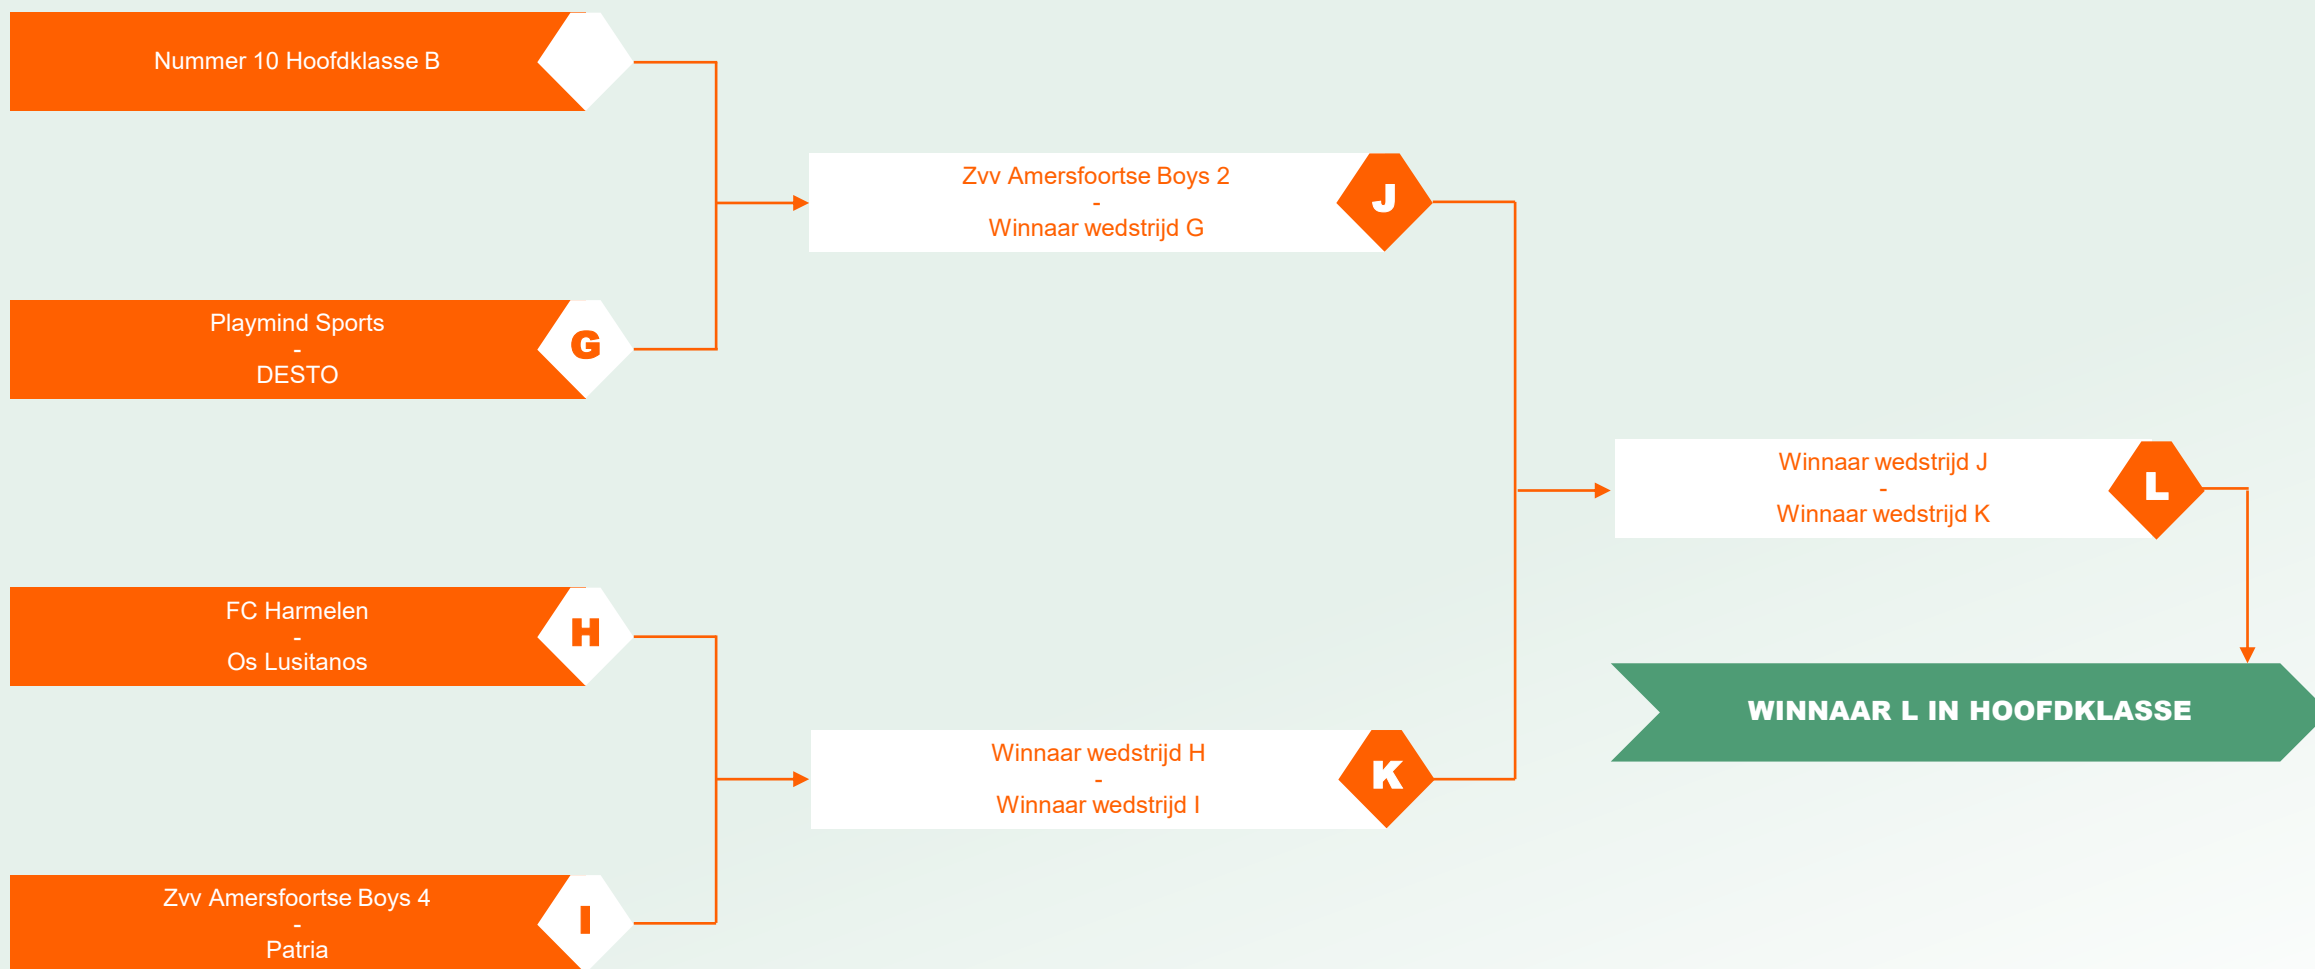 Nummer 10 Hoofdklasse B
Zvv Amersfoortse Boys 2
-
Winnaar wedstrijd G
J
Playmind Sports
-
DESTO
G
Winnaar wedstrijd J
-
Winnaar wedstrijd K
L
FC Harmelen
-
Os Lusitanos
H
WINNAAR L IN HOOFDKLASSE
Winnaar wedstrijd H
-
Winnaar wedstrijd I
K
Zvv Amersfoortse Boys 4
-
Patria
I